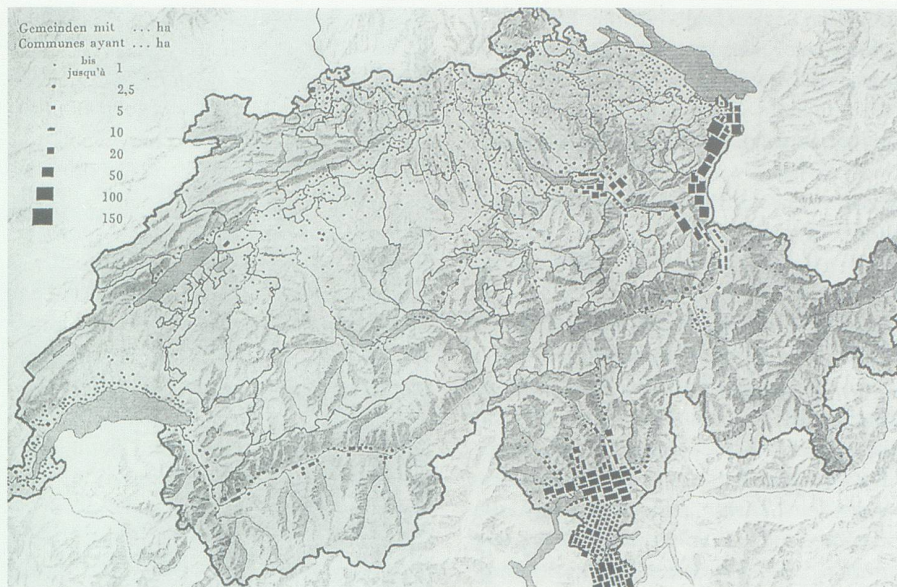 Gemeinden mit ... ha
Communes ayant ... ha
bis
jusqu'à 1
2,5
5
10
20
50
100
150